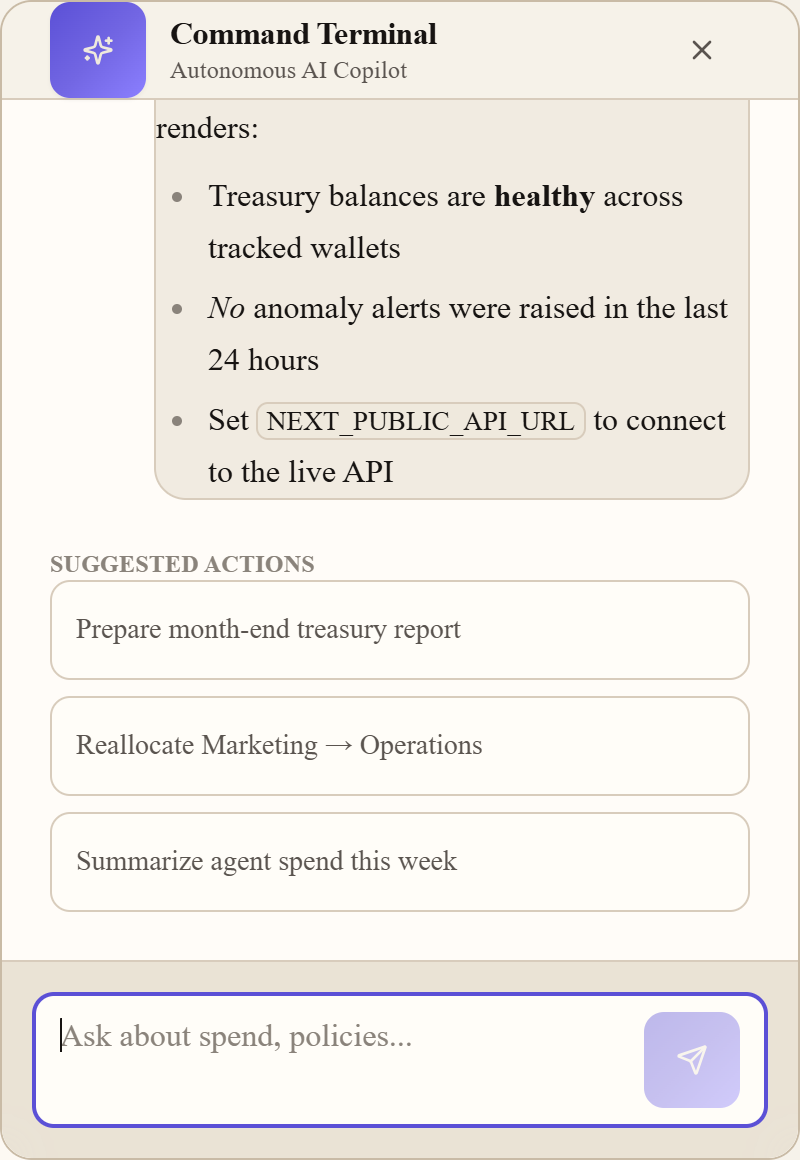 Command Terminal
Autonomous AI Copilot
renders:
Treasury balances are healthy across
tracked wallets
No anomaly alerts were raised in the last
24 hours
Set NEXT_PUBLIC_API_URL to connect
to the live API
SUGGESTED ACTIONS
Prepare month-end treasury report
Reallocate Marketing → Operations
Summarize agent spend this week
Ask about spend, policies...